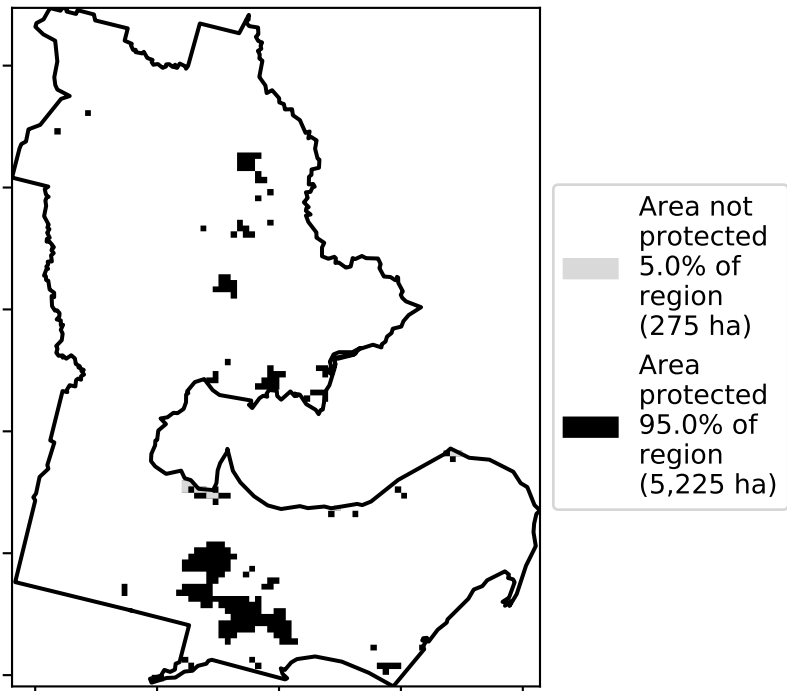 Area not
protected
5.0% of
region
(275 ha)
Area
protected
95.0% of
region
(5,225 ha)